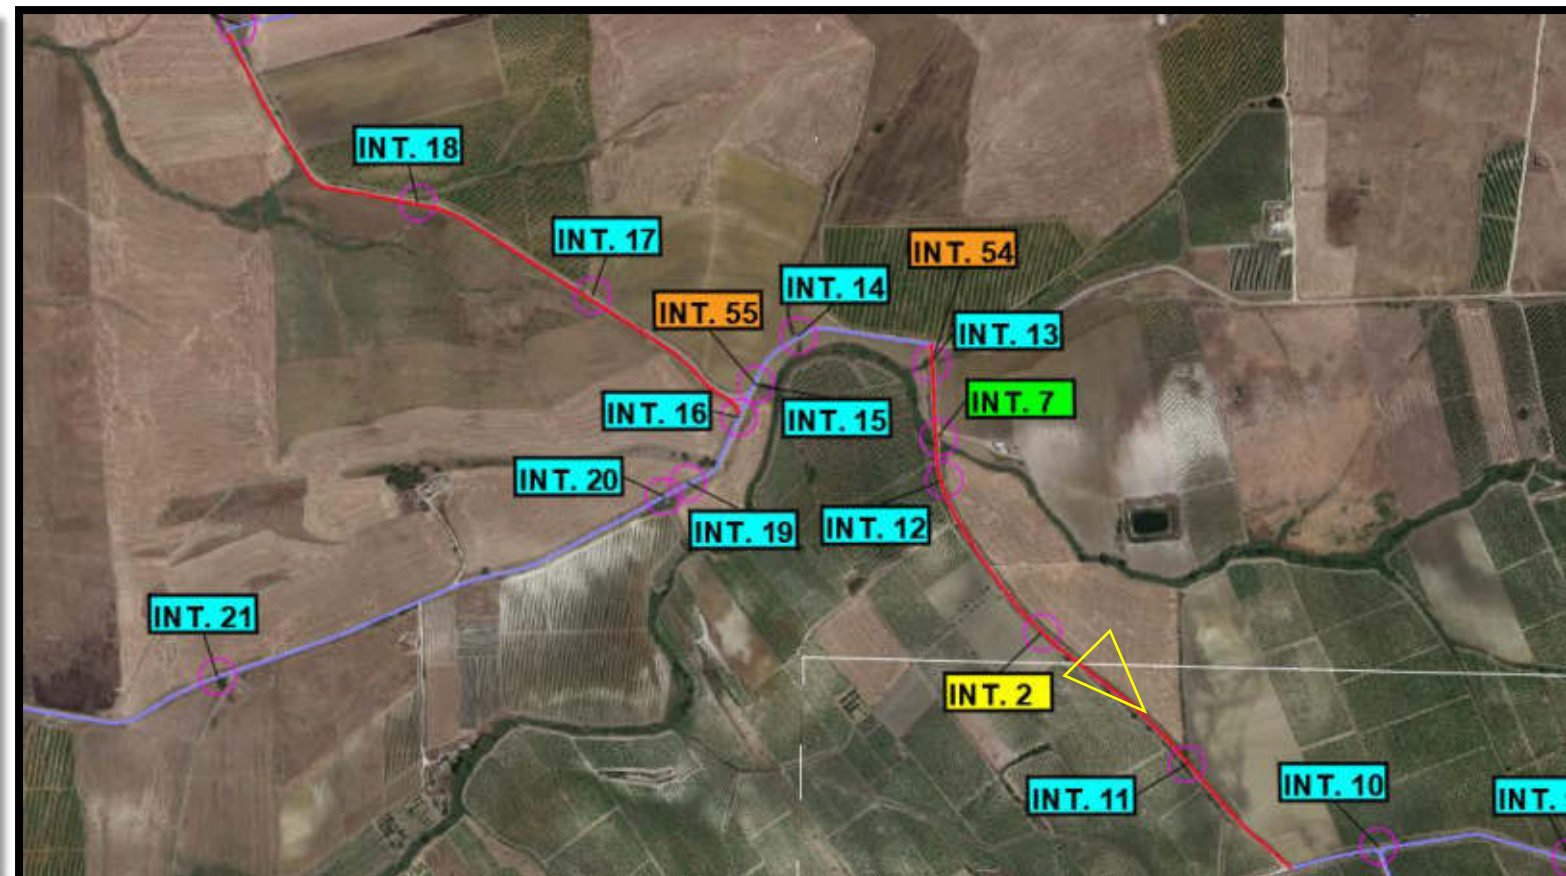 INT. 18
INT. 17
INT. 54
INT. 14
INT. 55
INT. 13
INT. 7
INT. 16
INT. 15
INT. 20
INT. 19
INT. 12
INT. 21
INT. 2
INT. 11
INT. 10
INT.